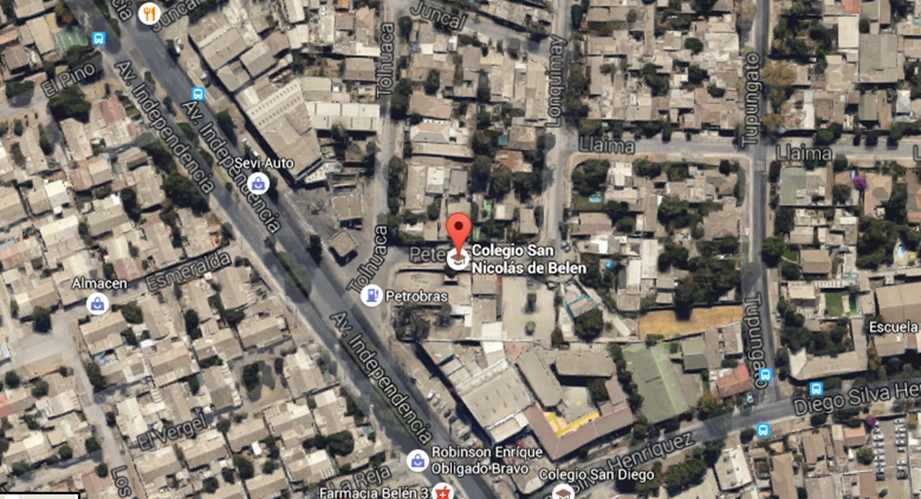 Juncal
Juncal
Tolhuaca
Lonquimay
Tupungato
El Pino
Av. Independencia
Av. Independencia
Llaima
Llaima
Sevi Auto
Tolhuaca
Colegio San
Nicolás de Belen
Esmeralda
Almacen
Petrobras
Av. Independencia
Tupungato
Escuela
Diego Silva He
El Vergel
Robinson Enrique
Obligado Bravo
Henríquez
Colegio San Diego
Farmacia Belén 3
Los